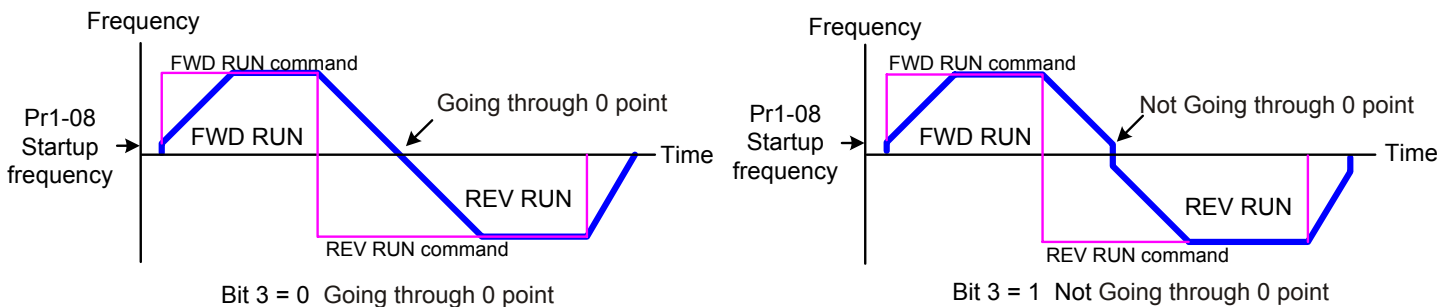 Frequency
FWD RUN command
Going through 0 point
Pr1-08
Startup
frequency
FWD RUN
Time
REV RUN
REV RUN command
Bit 3 = 0 Going through 0 point
Frequency
FWD RUN command
Not Going through 0 point
Pr1-08
Startup
frequency
FWD RUN
Time
REV RUN
REV RUN command
Bit 3 = 1 Not Going through 0 point